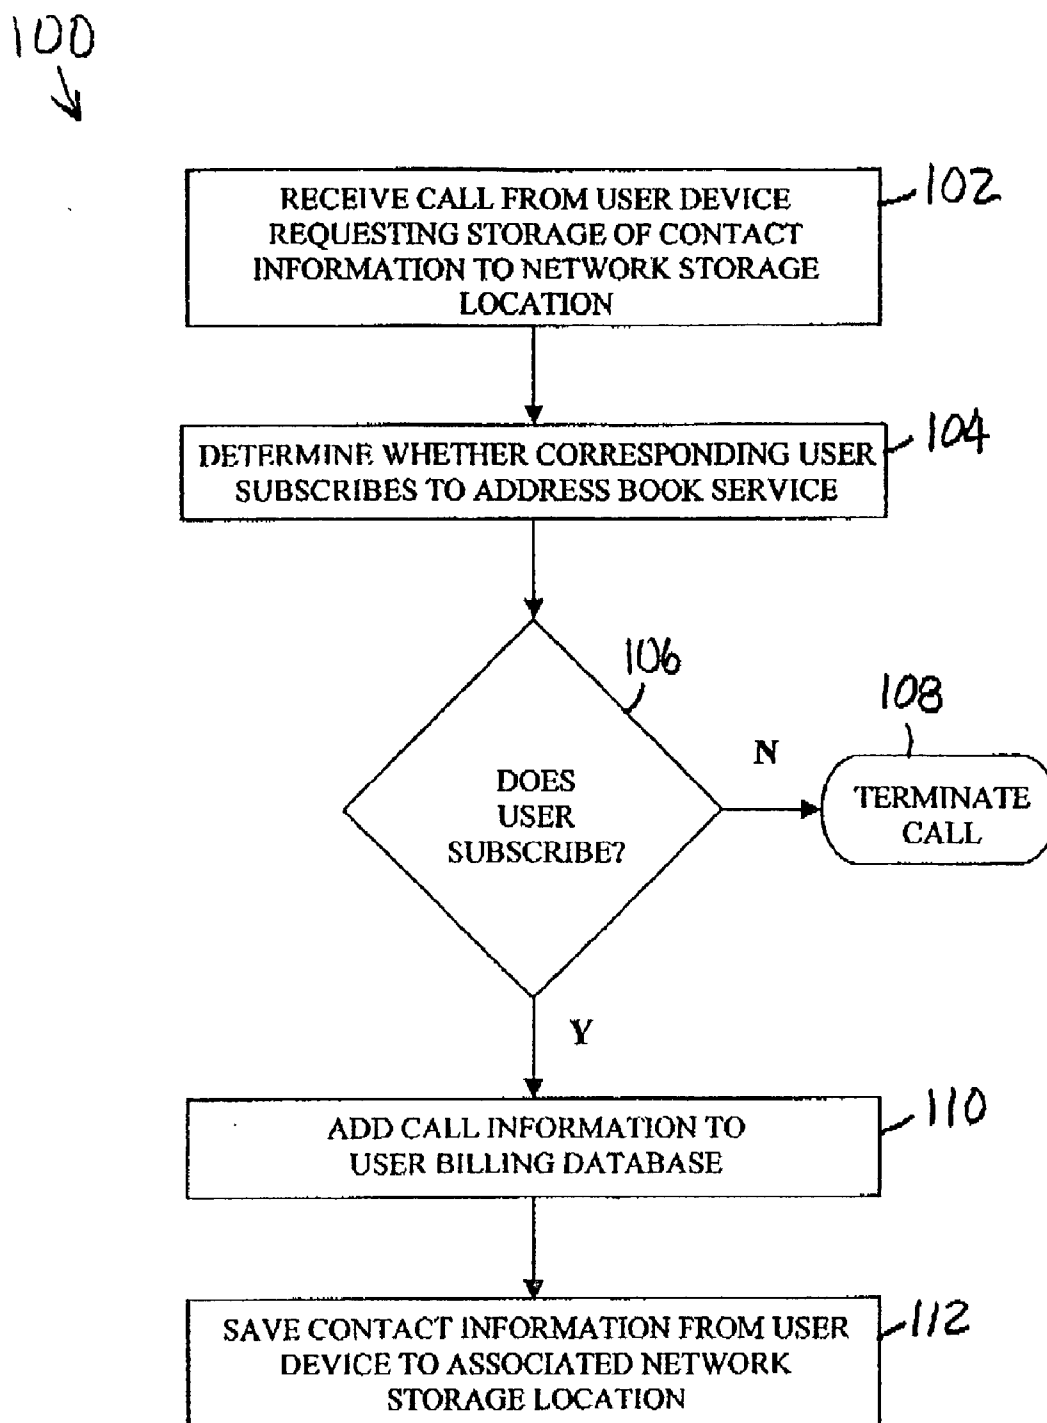 100
RECEIVE CALL FROM USER DEVICE
REQUESTING STORAGE OF CONTACT
INFORMATION TO NETWORK STORAGE
LOCATION
102
DETERMINE WHETHER CORRESPONDING USER
SUBSCRIBES TO ADDRESS BOOK SERVICE
104
DOES
USER
SUBSCRIBE?
106
N
108
TERMINATE
CALL
Y
ADD CALL INFORMATION TO
USER BILLING DATABASE
110
SAVE CONTACT INFORMATION FROM USER
DEVICE TO ASSOCIATED NETWORK
STORAGE LOCATION
112